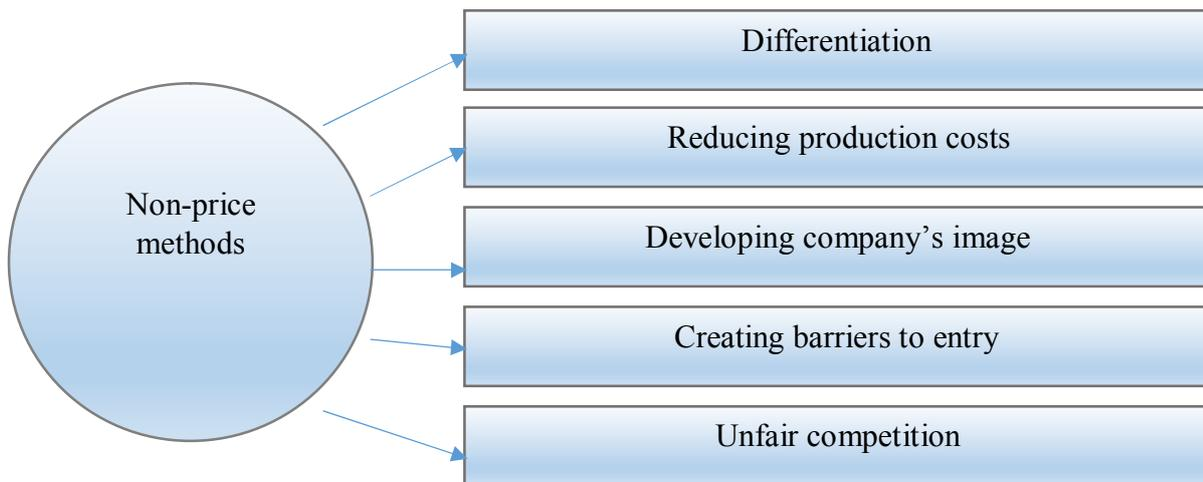 Differentiation
Reducing production costs
Non-price
methods
Developing company’s image
Creating barriers to entry
Unfair competition